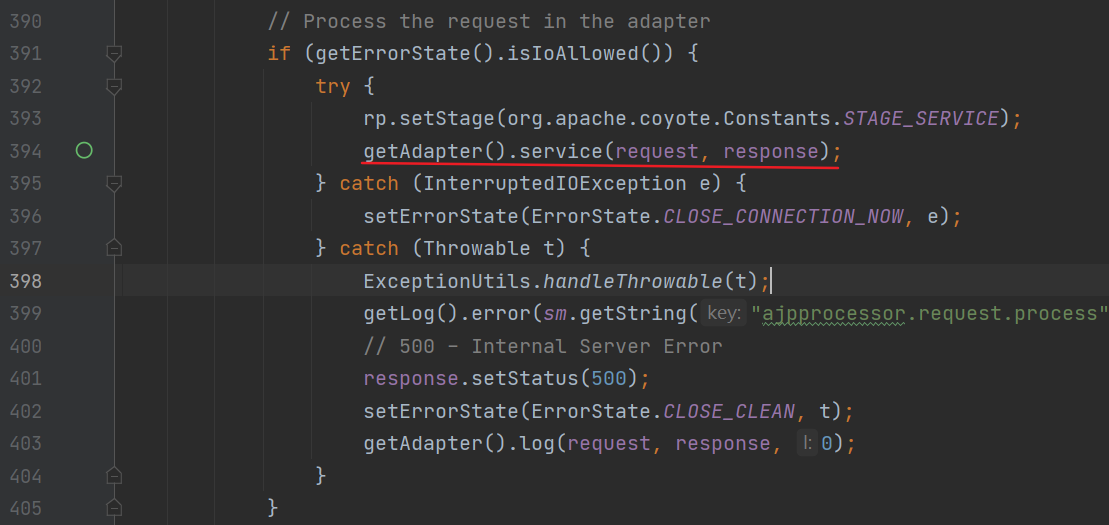 390 // Process the request in the adapter
391 if (getErrorState().isIoAllowed()) {
392 try {
393 rp.setStage(org.apache.coyote.Constants.STAGE_SERVICE);
394 getAdapter().service(request, response);
395 } catch (InterruptedIOException e) {
396 setErrorState(ErrorState.CLOSE_CONNECTION_NOW, e);
397 } catch (Throwable t) {
398 ExceptionUtils.handleThrowable(t);
399 getLog().error(sm.getString( key: "ajpprocessor.request.process"
400 // 500 - Internal Server Error
401 response.setStatus(500);
402 setErrorState(ErrorState.CLOSE_CLEAN, t);
403 getAdapter().log(request, response, l: 0);
404 }
405 }